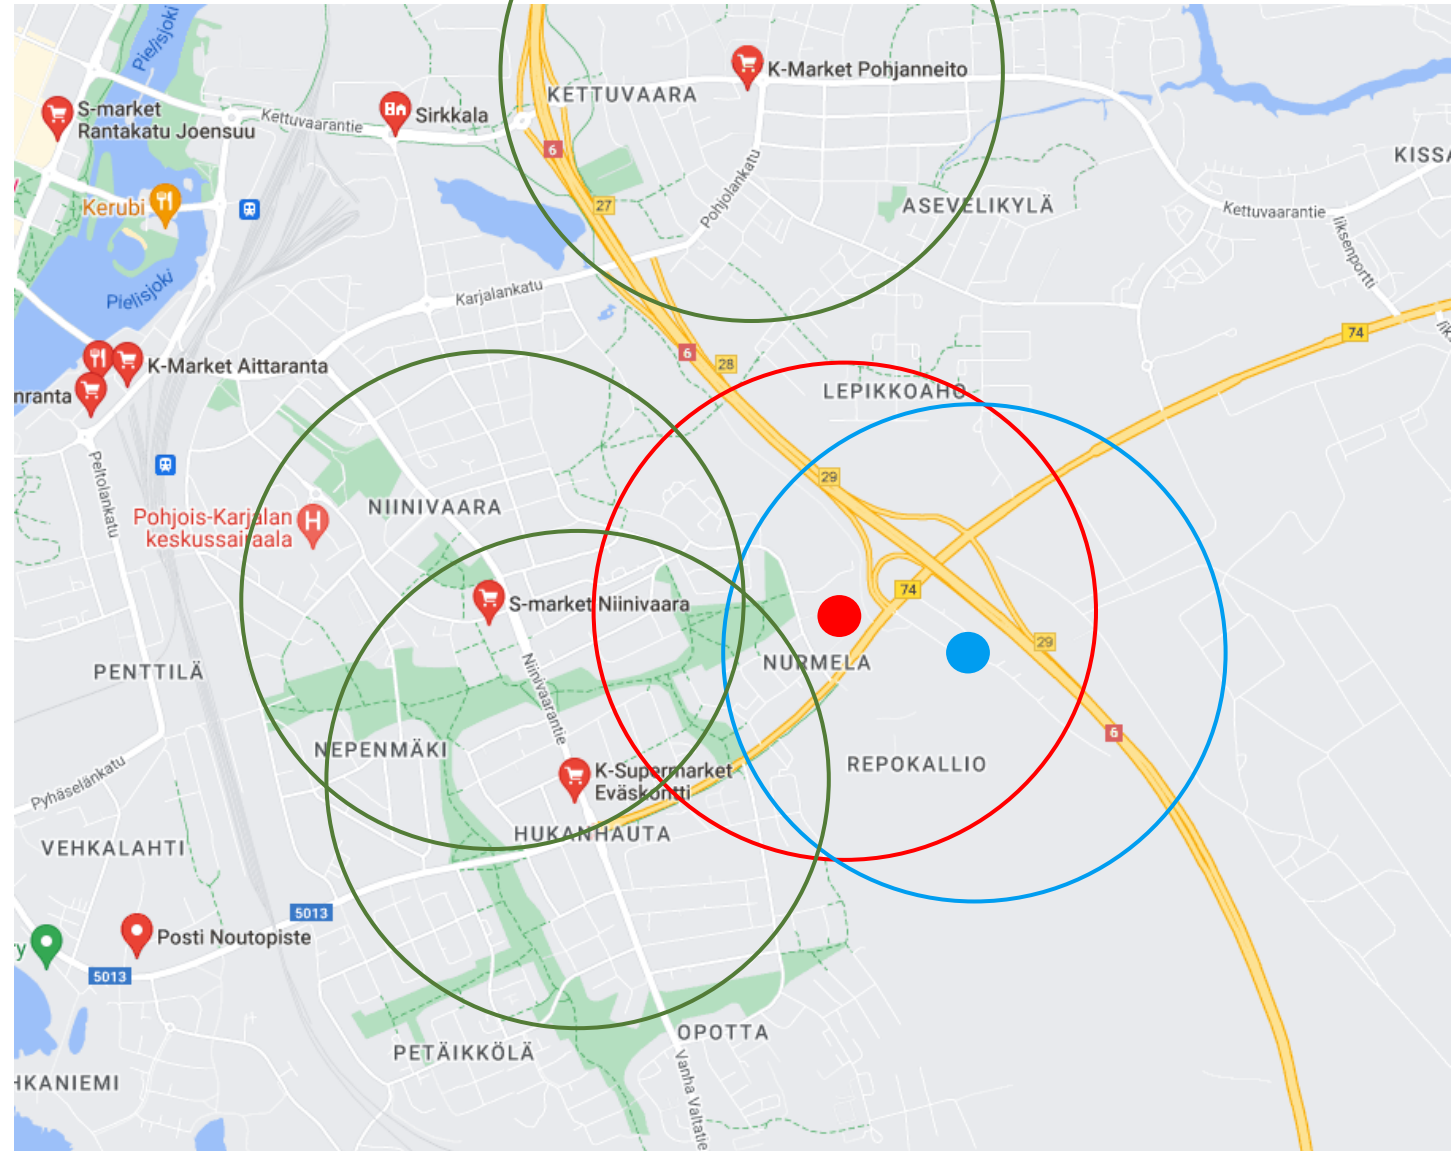 Pielisjoki
K-Market Pohjanneito
KETTUVAARA
S-market
Rantakatu Joensuu
Kettuvaarantie
Sirkkala
6
KISSA
Pohjolankatu
Kerubi
27
ASEVELIKYLÄ
Kettuvaarantie
Iiksenportti
Pielisjoki
Karjalankatu
74
6
28
K-Market Aittaranta
nranta
LEPIKKOAHO
Peltolankatu
29
NIINIVAARA
Pohjois-Karjalan
keskussairaala
H
74
S-market Niinivaara
29
PENTTILÄ
NURMELA
Niinivaarantie
6
NEPENMÄKI
Pyhäselänkatu
K-Supermarket
Eväskontti
REPOKALLIO
HUKANHAUTA
VEHKALAHTI
5013
y
Posti Noutopiste
5013
OPOTTA
PETÄIKKÖLÄ
Vanha Valtatie
HKANIEMI
6